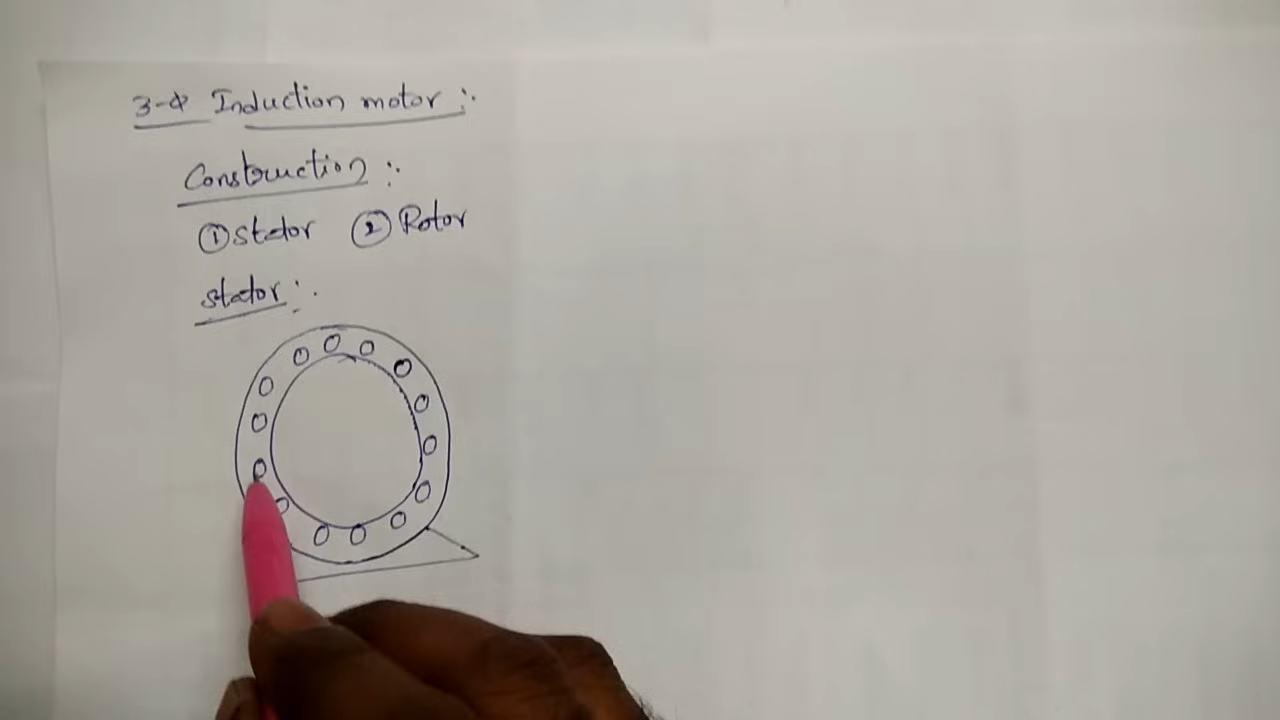 3-Φ Induction motor :-
Construction :-
① Stator ② Rotor
Stator :-